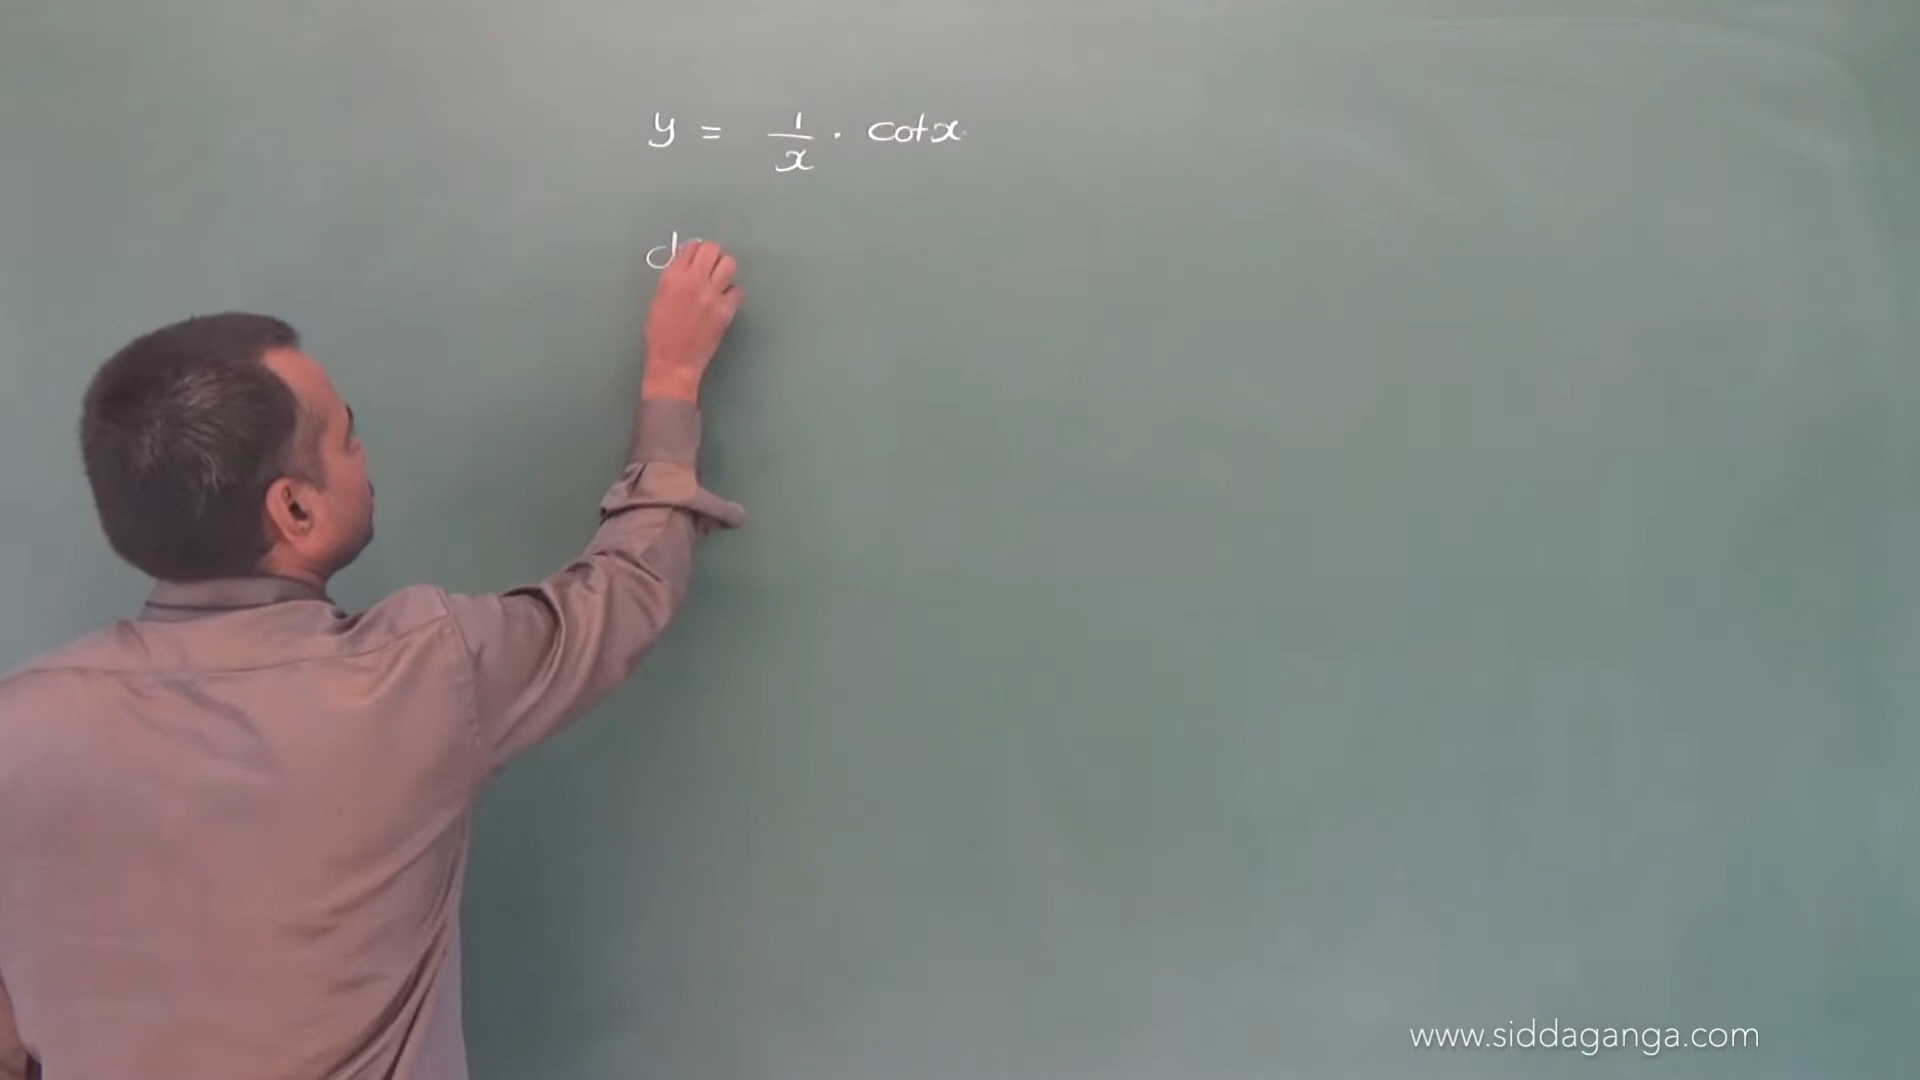 y = 1/x · cotx
d
www.siddaganga.com